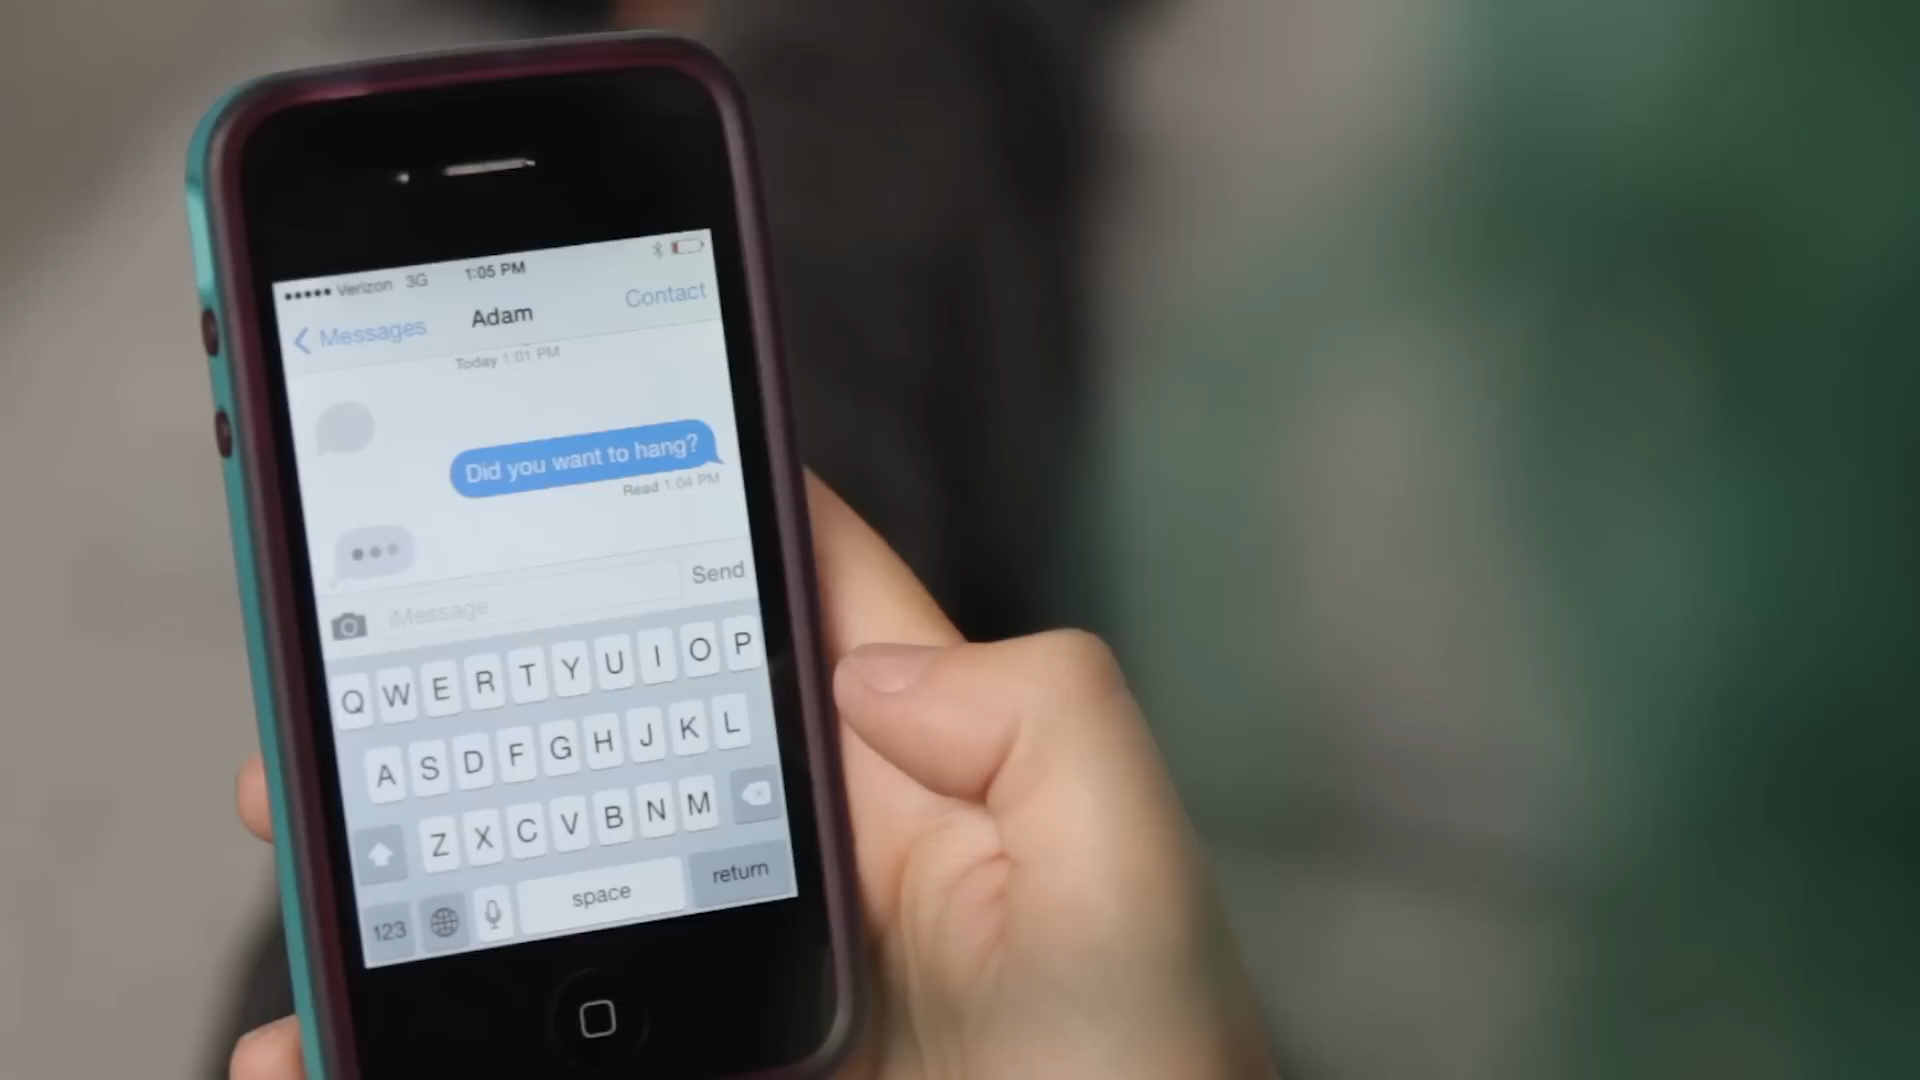 Verizon 3G 1:05 PM
Messages Adam Contact
Today 1:01 PM
Did you want to hang?
Read 1:04 PM
iMessage Send
Q W E R T Y U I O P
A S D F G H J K L
Z X C V B N M
123 space return